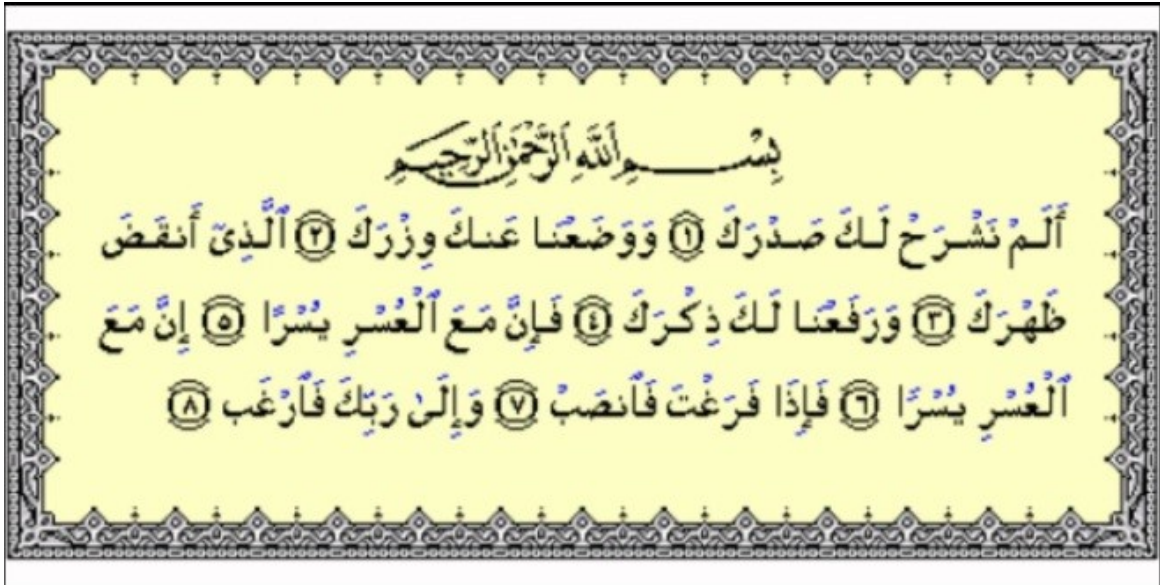 بِسْمِ ٱللَّهِ ٱلرَّحْمَٰنِ ٱلرَّحِيمِ
أَلَمْ نَشْرَحْ لَكَ صَدْرَكَ ١ وَوَضَعْنَا عَنكَ وِزْرَكَ ٢ ٱلَّذِىٓ أَنقَضَ
ظَهْرَكَ ٣ وَرَفَعْنَا لَكَ ذِكْرَكَ ٤ فَإِنَّ مَعَ ٱلْعُسْرِ يُسْرًا ٥ إِنَّ مَعَ
ٱلْعُسْرِ يُسْرًا ٦ فَإِذَا فَرَغْتَ فَٱنصَبْ ٧ وَإِلَىٰ رَبِّكَ فَٱرْغَب ٨